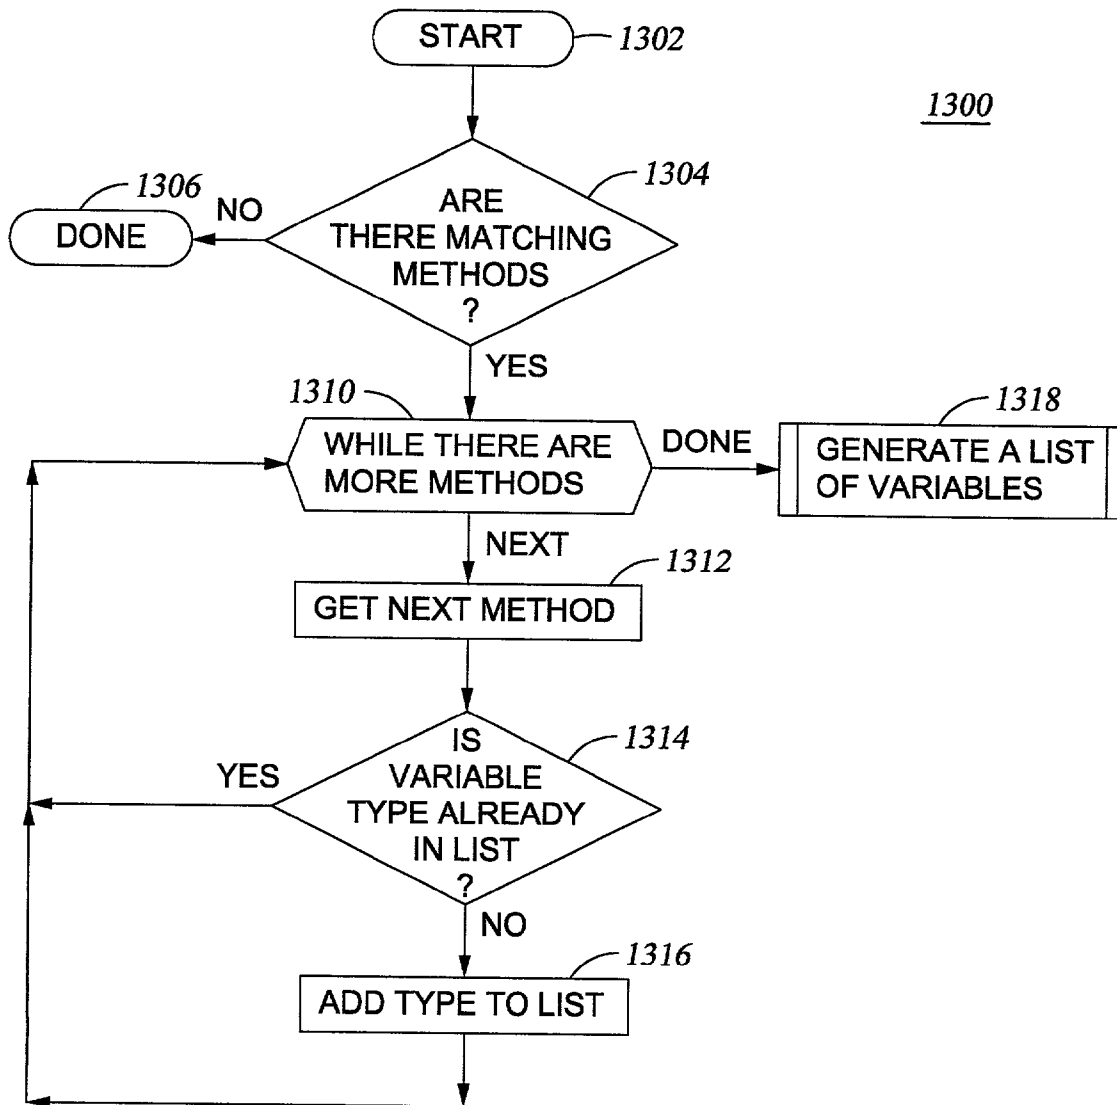 START
1302
1300
1304
1306
ARE
THERE MATCHING
METHODS
?
NO
DONE
YES
1310
1318
WHILE THERE ARE
MORE METHODS
DONE
GENERATE A LIST
OF VARIABLES
NEXT
1312
GET NEXT METHOD
1314
IS
VARIABLE
TYPE ALREADY
IN LIST
?
YES
NO
1316
ADD TYPE TO LIST